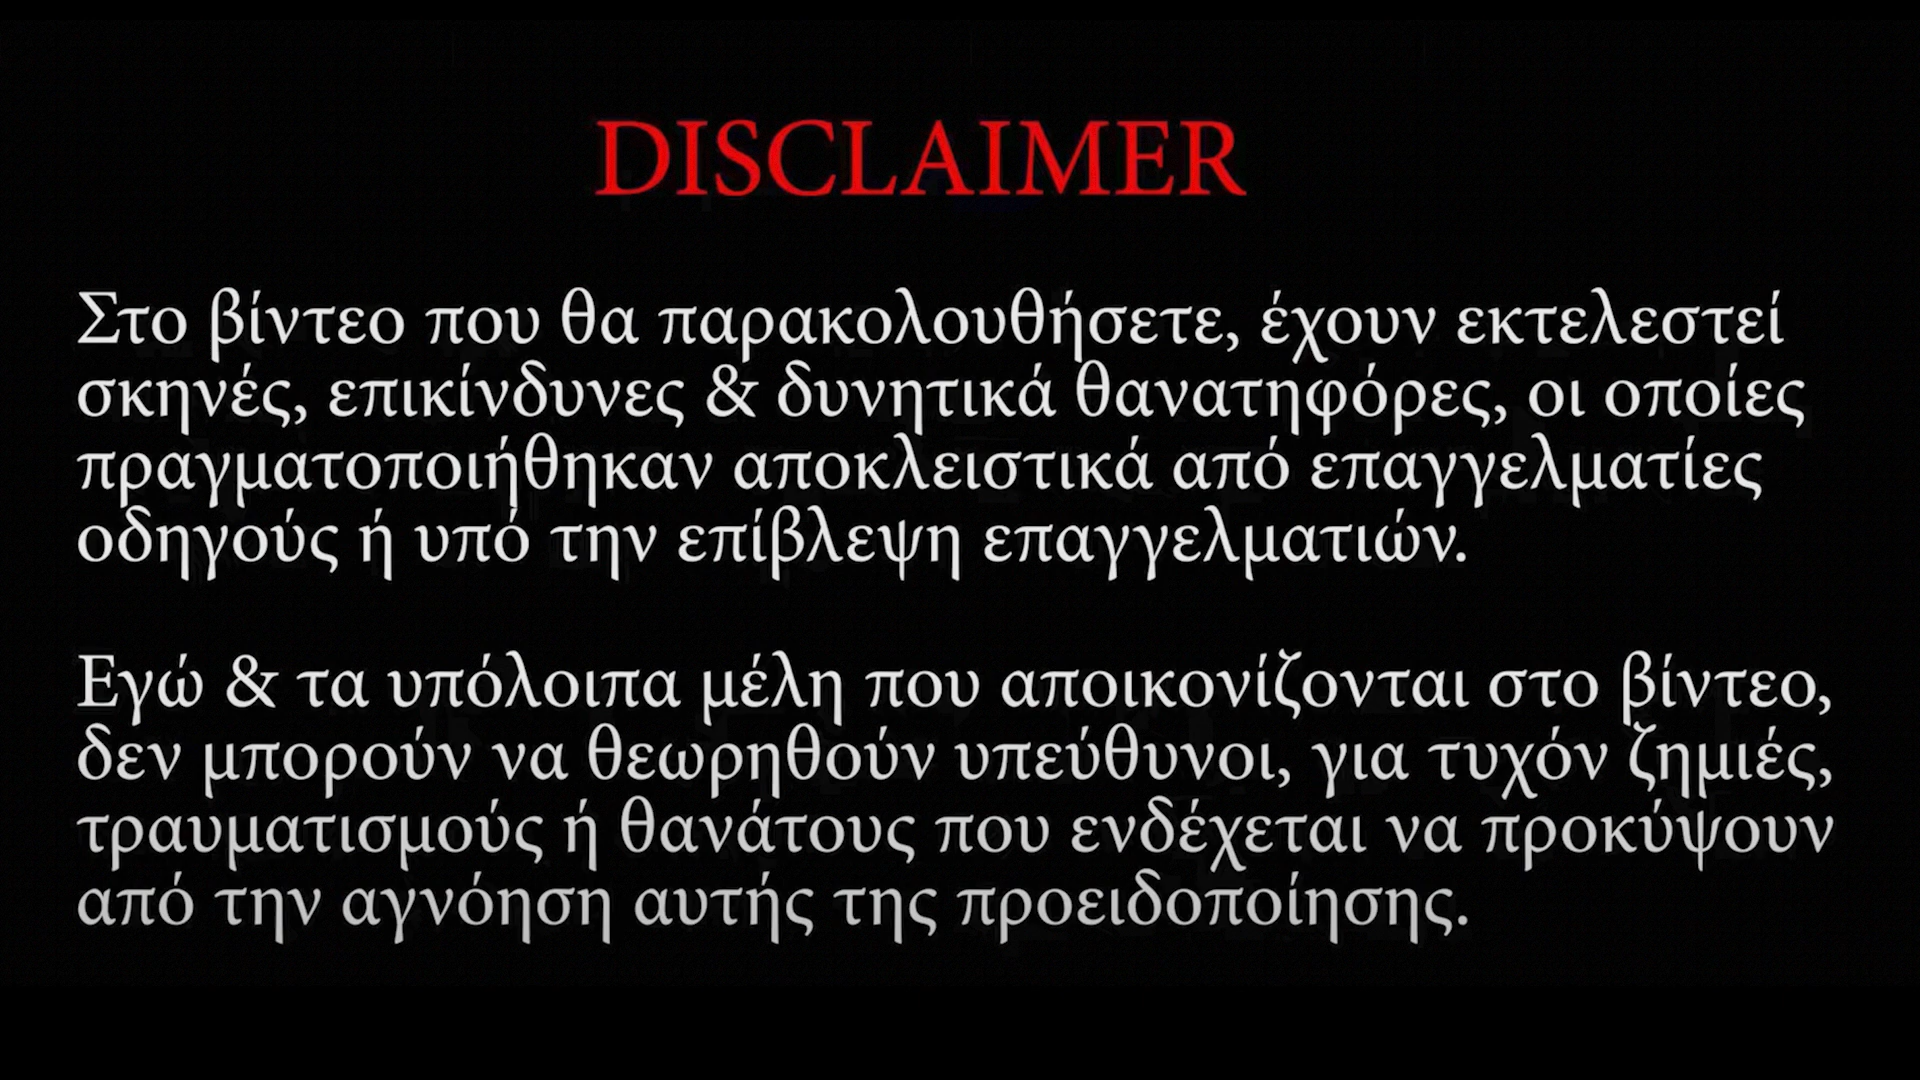 DISCLAIMER
Στο βίντεο που θα παρακολουθήσετε, έχουν εκτελεστεί
σκηνές, επικίνδυνες & δυνητικά θανατηφόρες, οι οποίες
πραγματοποιήθηκαν αποκλειστικά από επαγγελματίες
οδηγούς ή υπό την επίβλεψη επαγγελματιών.
Εγώ & τα υπόλοιπα μέλη που αποικονίζονται στο βίντεο,
δεν μπορούν να θεωρηθούν υπεύθυνοι, για τυχόν ζημιές,
τραυματισμούς ή θανάτους που ενδέχεται να προκύψουν
από την αγνόηση αυτής της προειδοποίησης.